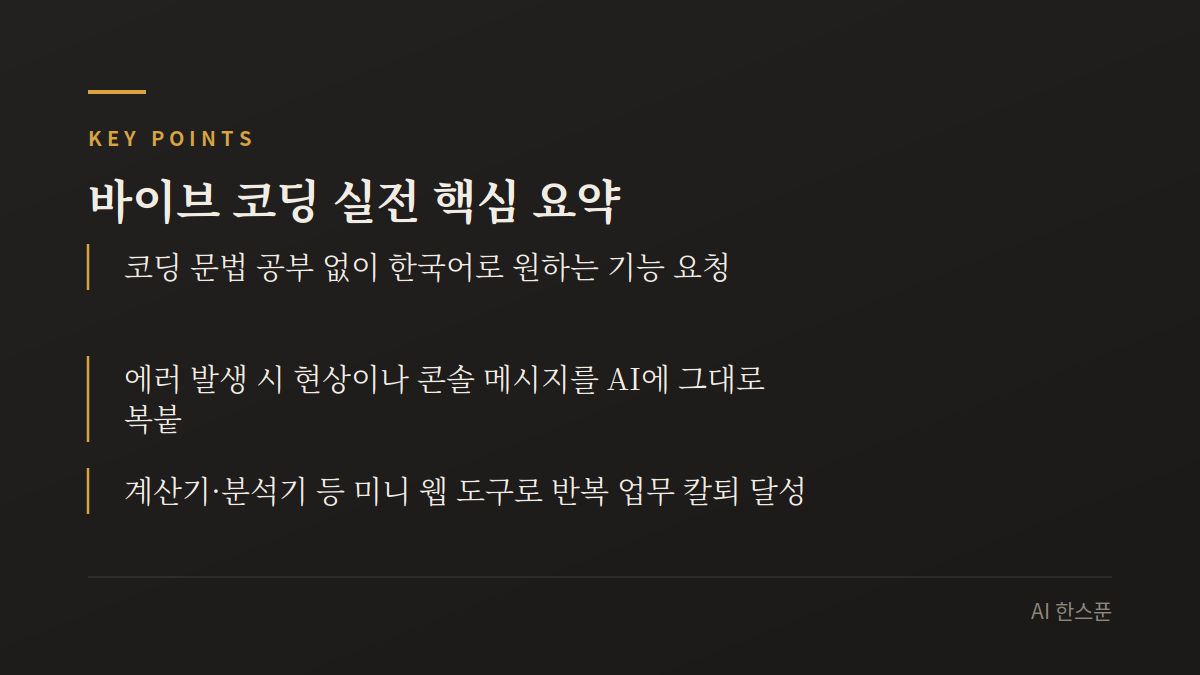 KEY POINTS
바이브 코딩 실전 핵심 요약
코딩 문법 공부 없이 한국어로 원하는 기능 요청
에러 발생 시 현상이나 콘솔 메시지를 AI에 그대로
복붙
계산기·분석기 등 미니 웹 도구로 반복 업무 칼퇴 달성
AI 한스푼